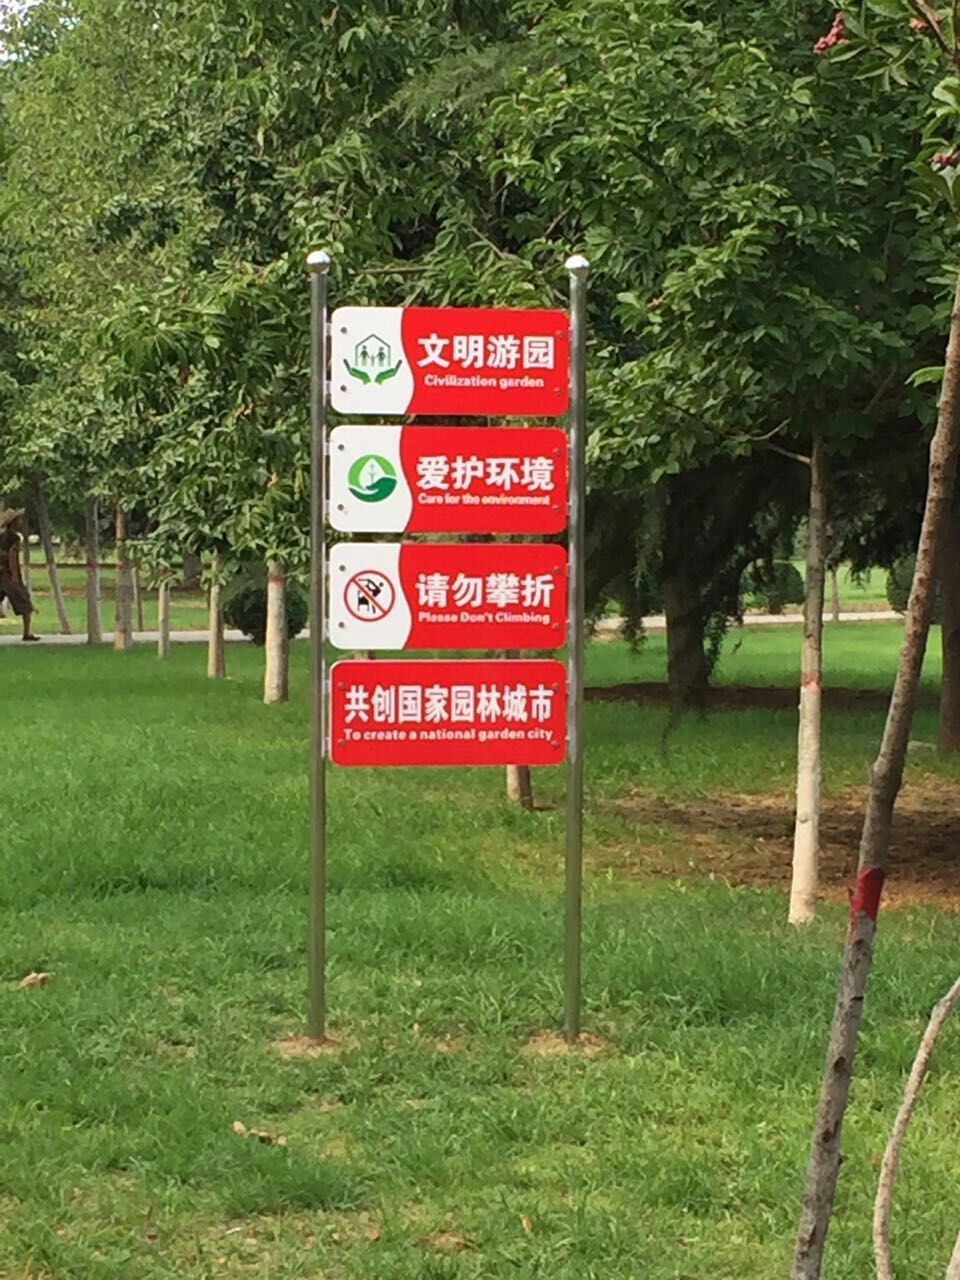 文明游园
Civilization garden
爱护环境
Care for the environment
请勿攀折
Please Don't Climbing
共创国家园林城市
To create a national garden city